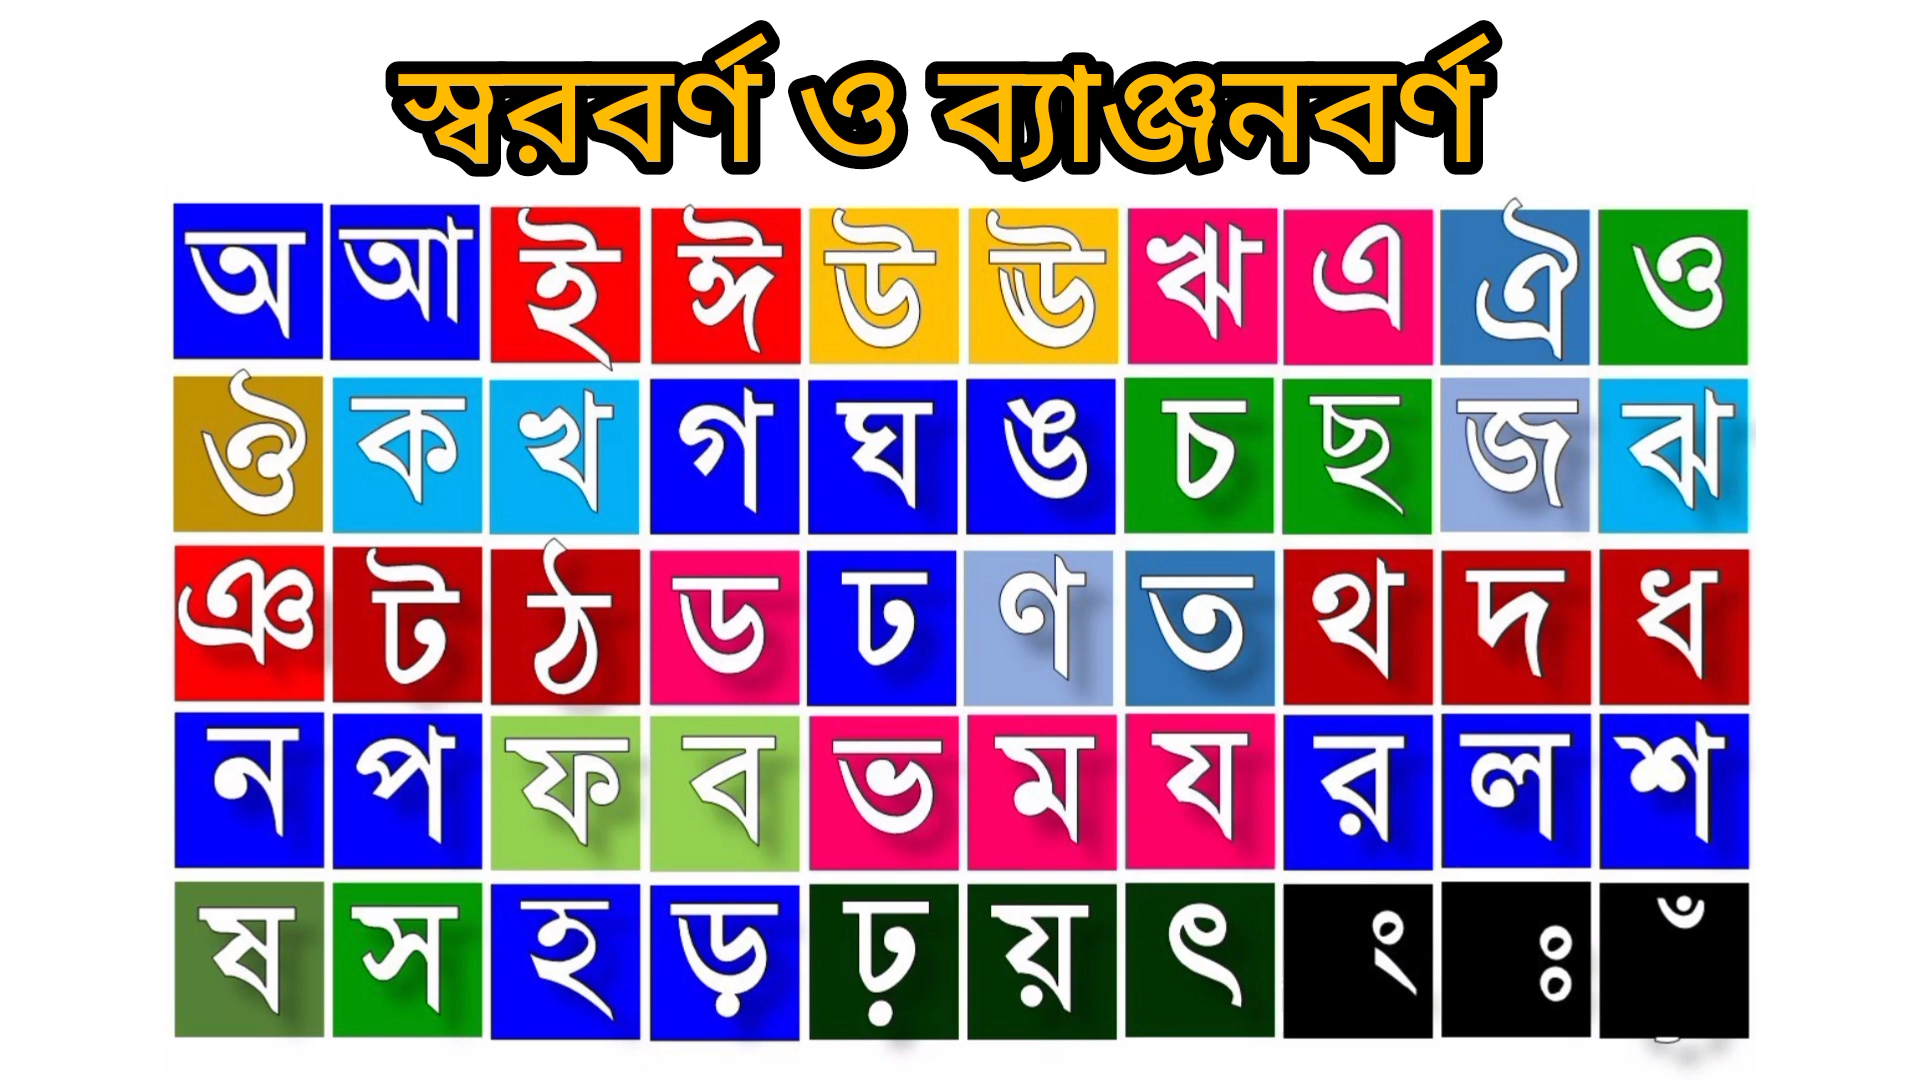 স্বরবর্ণ ও ব্যাঞ্জনবর্ণ
অ আ ই ঈ উ ঊ ঋ এ ঐ ও
ঔ ক খ গ ঘ ঙ চ ছ জ ঝ
ঞ ট ঠ ড ঢ ণ ত থ দ ধ
ন প ফ ব ভ ম য র ল শ
ষ স হ ড় ঢ় য় ৎ ং ঃ ঁ